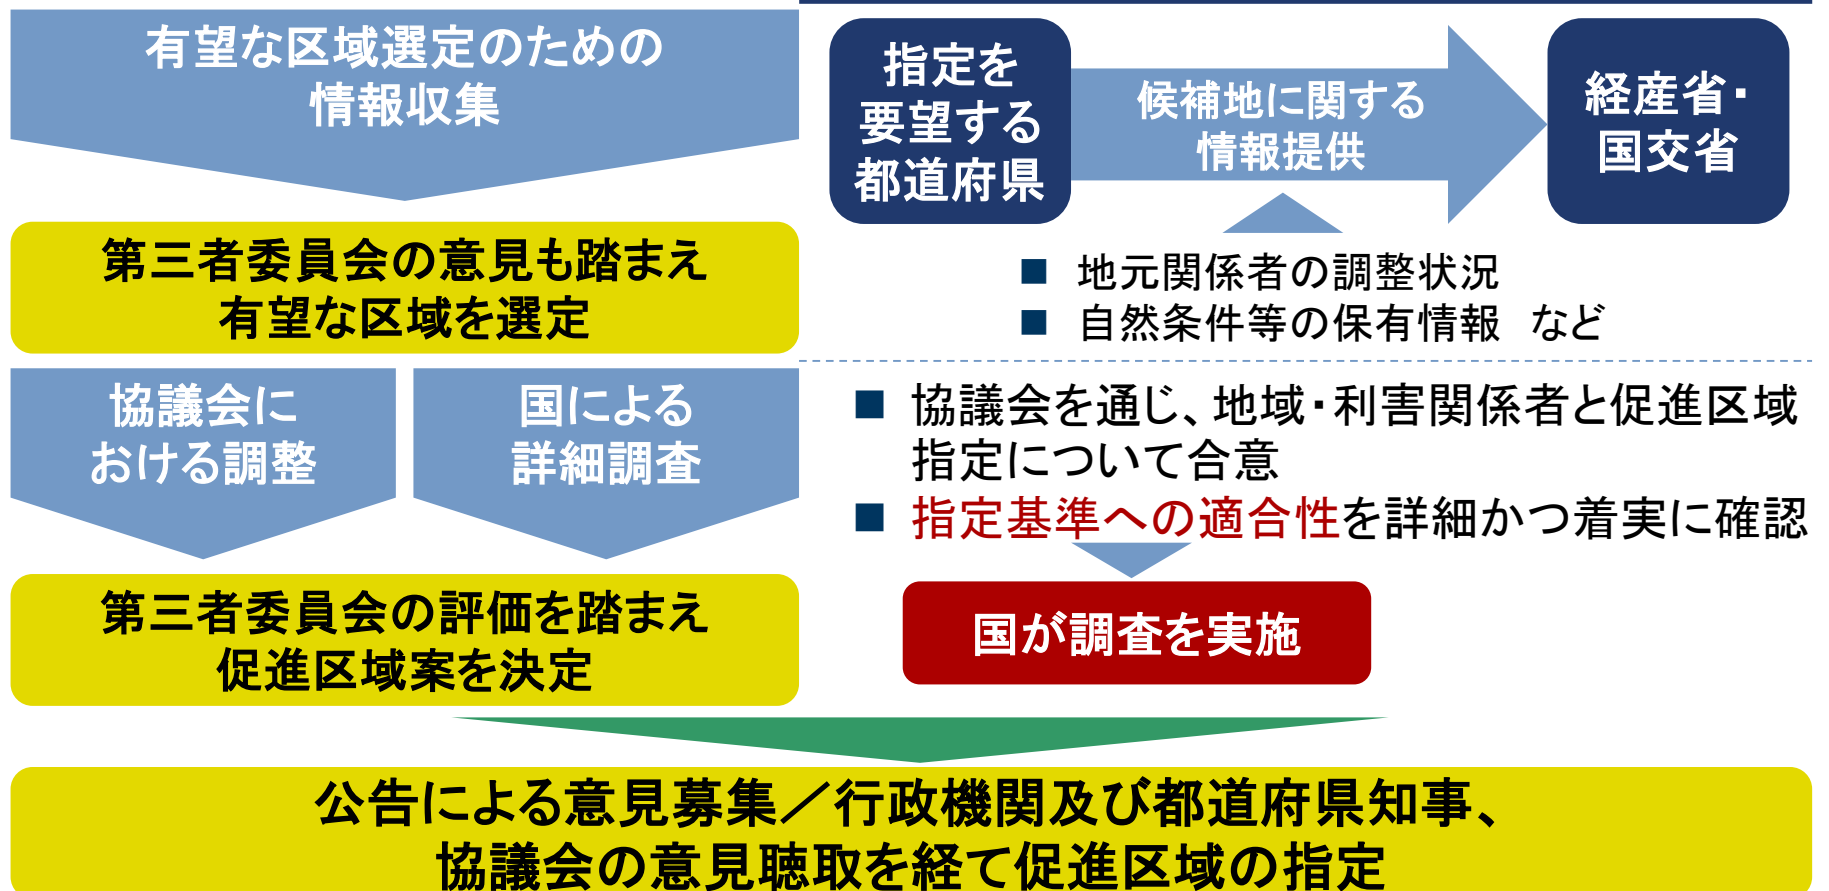 有望な区域選定のための
情報収集
第三者委員会の意見も踏まえ
有望な区域を選定
指定を
要望する
都道府県
候補地に関する
情報提供
経産省・
国交省
■ 地元関係者の調整状況
■ 自然条件等の保有情報　など
協議会に
おける調整
国による
詳細調査
第三者委員会の評価を踏まえ
促進区域案を決定
■ 協議会を通じ、地域・利害関係者と促進区域
指定について合意
■ 指定基準への適合性を詳細かつ着実に確認
国が調査を実施
公告による意見募集／行政機関及び都道府県知事、
協議会の意見聴取を経て促進区域の指定